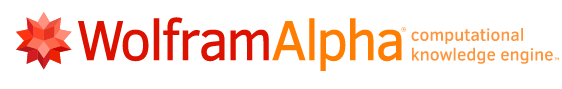 WolframAlpha® computational
knowledge engine™